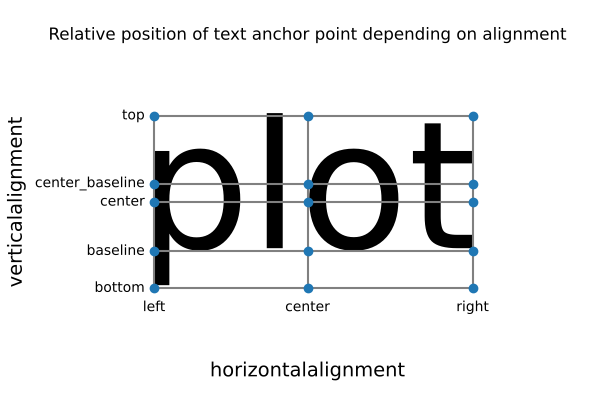 Relative position of text anchor point depending on alignment
top
plot
center_baseline
center
baseline
bottom
left center right
verticalalignment
horizontalalignment